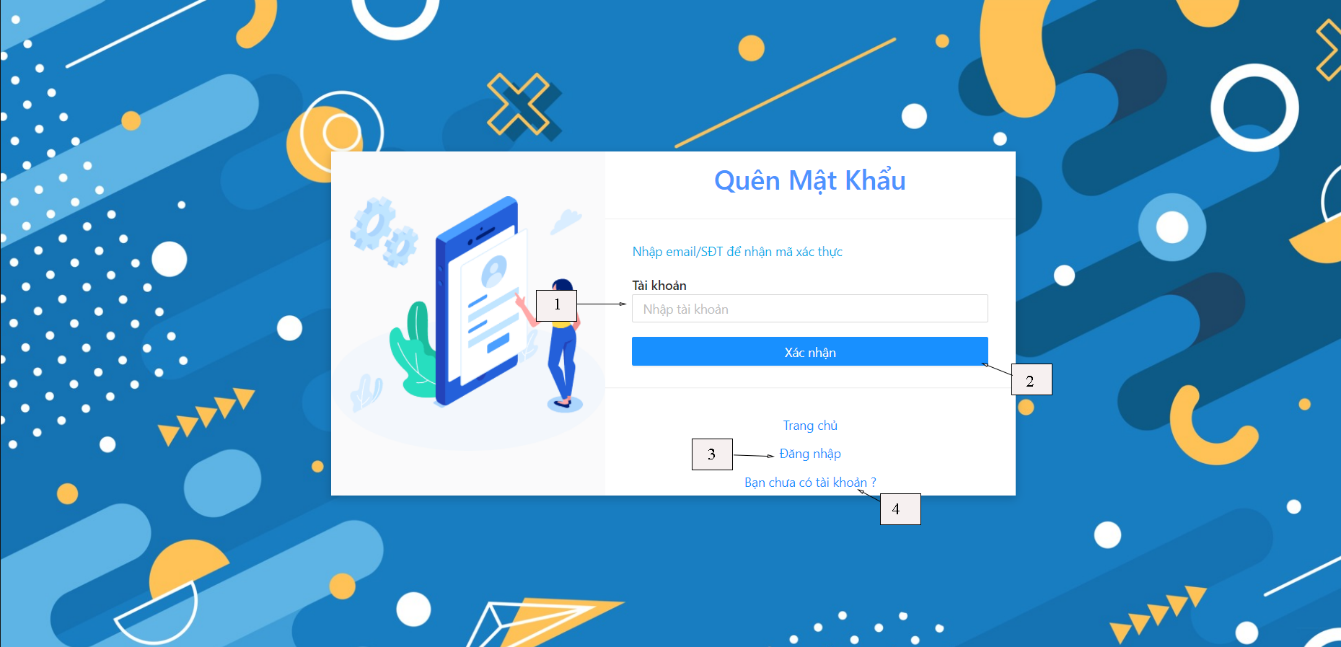 Quên Mật Khẩu
Nhập email/SĐT để nhận mã xác thực
Tài khoản
1
Nhập tài khoản
Xác nhận
2
Trang chủ
3
Đăng nhập
Bạn chưa có tài khoản ?
4